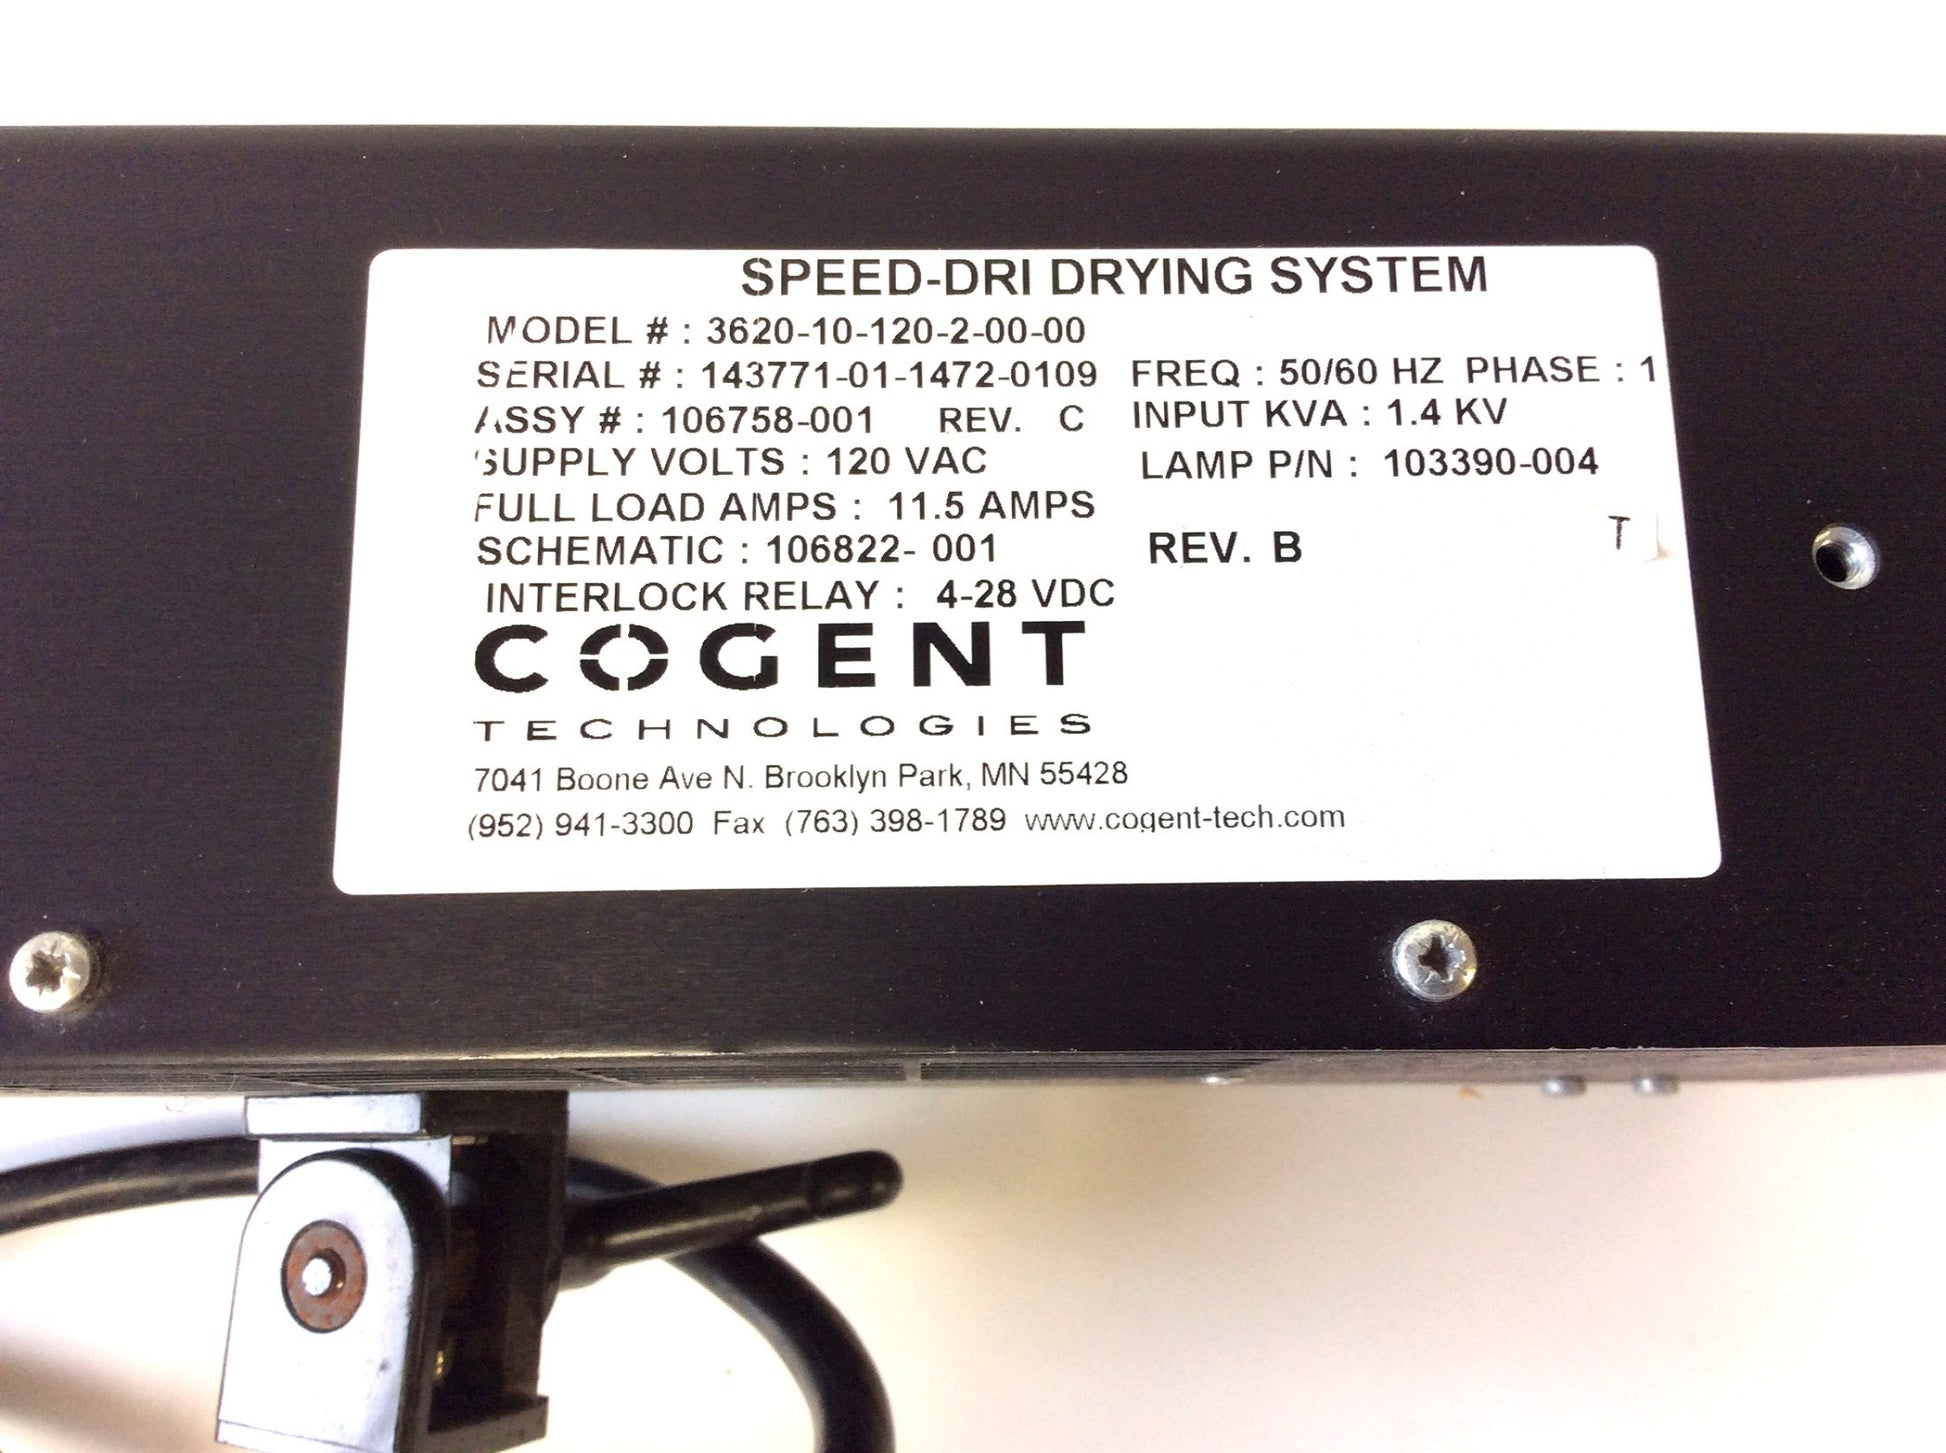 SPEED-DRI DRYING SYSTEM
MODEL # : 3620-10-120-2-00-00
SERIAL # : 143771-01-1472-0109 FREQ : 50/60 HZ PHASE : 1
ASSY # : 106758-001 REV. C INPUT KVA : 1.4 KV
SUPPLY VOLTS : 120 VAC LAMP P/N : 103390-004
FULL LOAD AMPS : 11.5 AMPS
SCHEMATIC : 106822- 001 REV. B T
INTERLOCK RELAY : 4-28 VDC
COGENT
TECHNOLOGIES
7041 Boone Ave N. Brooklyn Park, MN 55428
(952) 941-3300 Fax (763) 398-1789 www.cogent-tech.com